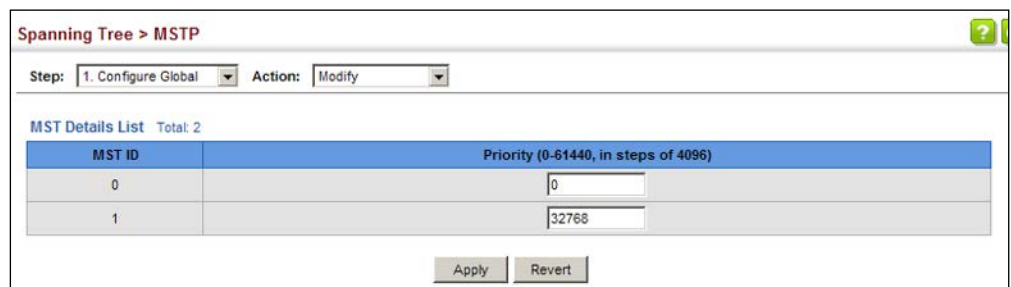 Spanning Tree > MSTP
?
Step: 1. Configure Global Action: Modify
MST Details List Total: 2
MST ID Priority (0-61440, in steps of 4096)
0 0
1 32768
Apply Revert